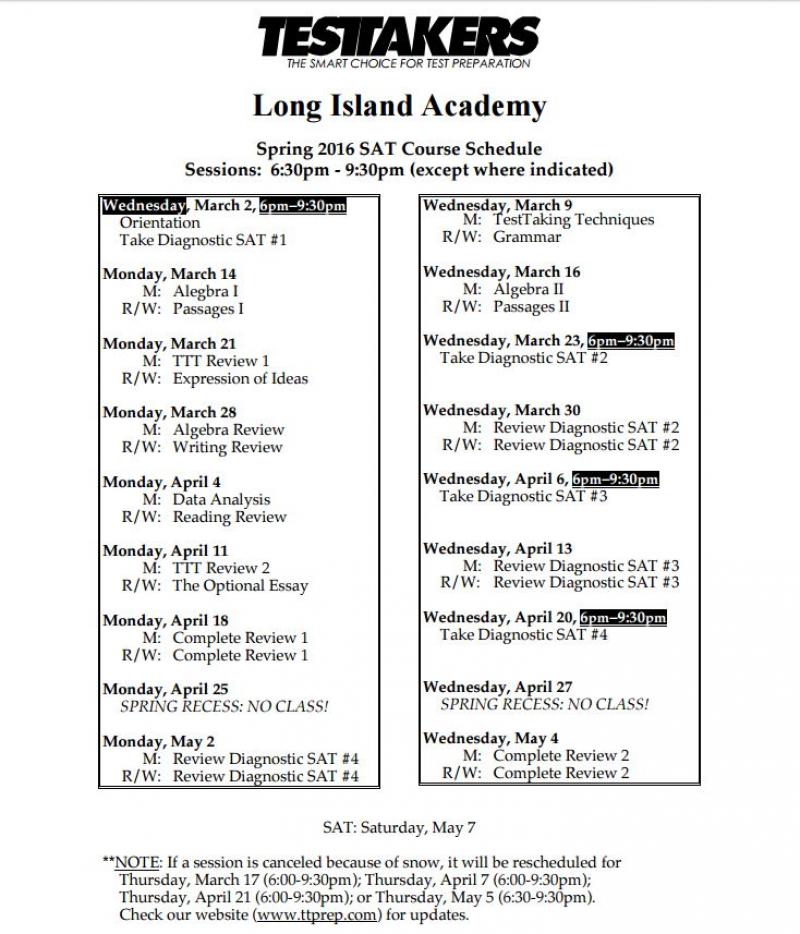 TESTTAKERS
THE SMART CHOICE FOR TEST PREPARATION
Long Island Academy
Spring 2016 SAT Course Schedule
Sessions: 6:30pm - 9:30pm (except where indicated)
Wednesday, March 2, 6pm–9:30pm
Orientation
Take Diagnostic SAT #1
Monday, March 14
M: Alegbra I
R/W: Passages I
Monday, March 21
M: TTT Review 1
R/W: Expression of Ideas
Monday, March 28
M: Algebra Review
R/W: Writing Review
Monday, April 4
M: Data Analysis
R/W: Reading Review
Monday, April 11
M: TTT Review 2
R/W: The Optional Essay
Monday, April 18
M: Complete Review 1
R/W: Complete Review 1
Monday, April 25
SPRING RECESS: NO CLASS!
Monday, May 2
M: Review Diagnostic SAT #4
R/W: Review Diagnostic SAT #4
Wednesday, March 9
M: TestTaking Techniques
R/W: Grammar
Wednesday, March 16
M: Algebra II
R/W: Passages II
Wednesday, March 23, 6pm–9:30pm
Take Diagnostic SAT #2
Wednesday, March 30
M: Review Diagnostic SAT #2
R/W: Review Diagnostic SAT #2
Wednesday, April 6, 6pm–9:30pm
Take Diagnostic SAT #3
Wednesday, April 13
M: Review Diagnostic SAT #3
R/W: Review Diagnostic SAT #3
Wednesday, April 20, 6pm–9:30pm
Take Diagnostic SAT #4
Wednesday, April 27
SPRING RECESS: NO CLASS!
Wednesday, May 4
M: Complete Review 2
R/W: Complete Review 2
SAT: Saturday, May 7
**NOTE: If a session is canceled because of snow, it will be rescheduled for
Thursday, March 17 (6:00-9:30pm); Thursday, April 7 (6:00-9:30pm);
Thursday, April 21 (6:00-9:30pm); or Thursday, May 5 (6:30-9:30pm).
Check our website (www.ttprep.com) for updates.